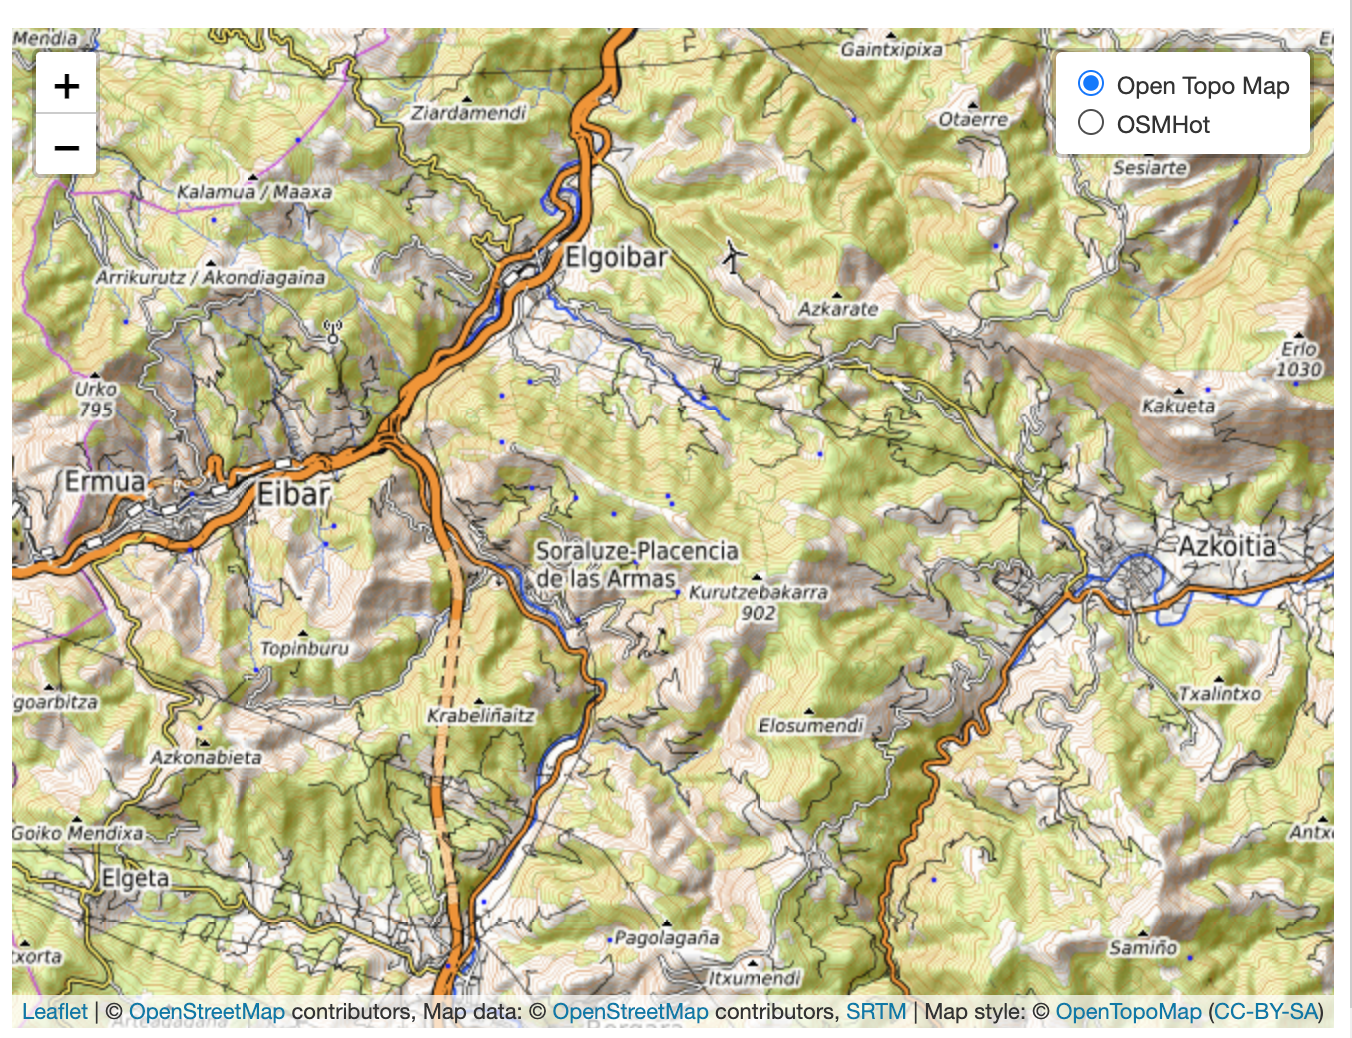 Mendia
+
−
Gaintxipixa
Open Topo Map
OSMHot
Ziardamendi
Otaerre
Sesiarte
Kalamua / Maaxa
Elgoibar
Arrikurutz / Akondiagaina
Azkarate
Erlo
1030
Urko
795
Kakueta
Ermua
Eibar
Soraluze-Placencia
de las Armas
Azkoitia
Kurutzebakarra
902
Topinburu
goarbitza
Txalintxo
Krabeliñaitz
Elosumendi
Azkonabieta
Goiko Mendixa
Antx
Elgeta
Pagolagaña
Samiño
txorta
Itxumendi
Leaflet | © OpenStreetMap contributors, Map data: © OpenStreetMap contributors, SRTM | Map style: © OpenTopoMap (CC-BY-SA)